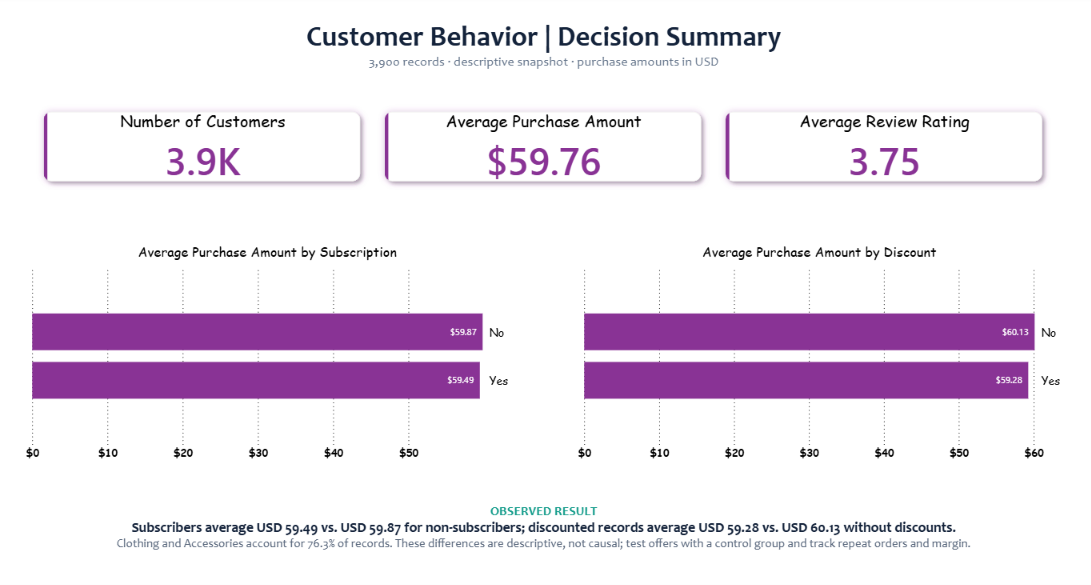 Customer Behavior | Decision Summary
3,900 records · descriptive snapshot · purchase amounts in USD
Number of Customers
3.9K
Average Purchase Amount
$59.76
Average Review Rating
3.75
Average Purchase Amount by Subscription
$59.87
No
$59.49
Yes
$0 $10 $20 $30 $40 $50
Average Purchase Amount by Discount
$60.13
No
$59.28
Yes
$0 $10 $20 $30 $40 $50 $60
OBSERVED RESULT
Subscribers average USD 59.49 vs. USD 59.87 for non-subscribers; discounted records average USD 59.28 vs. USD 60.13 without discounts.
Clothing and Accessories account for 76.3% of records. These differences are descriptive, not causal; test offers with a control group and track repeat orders and margin.